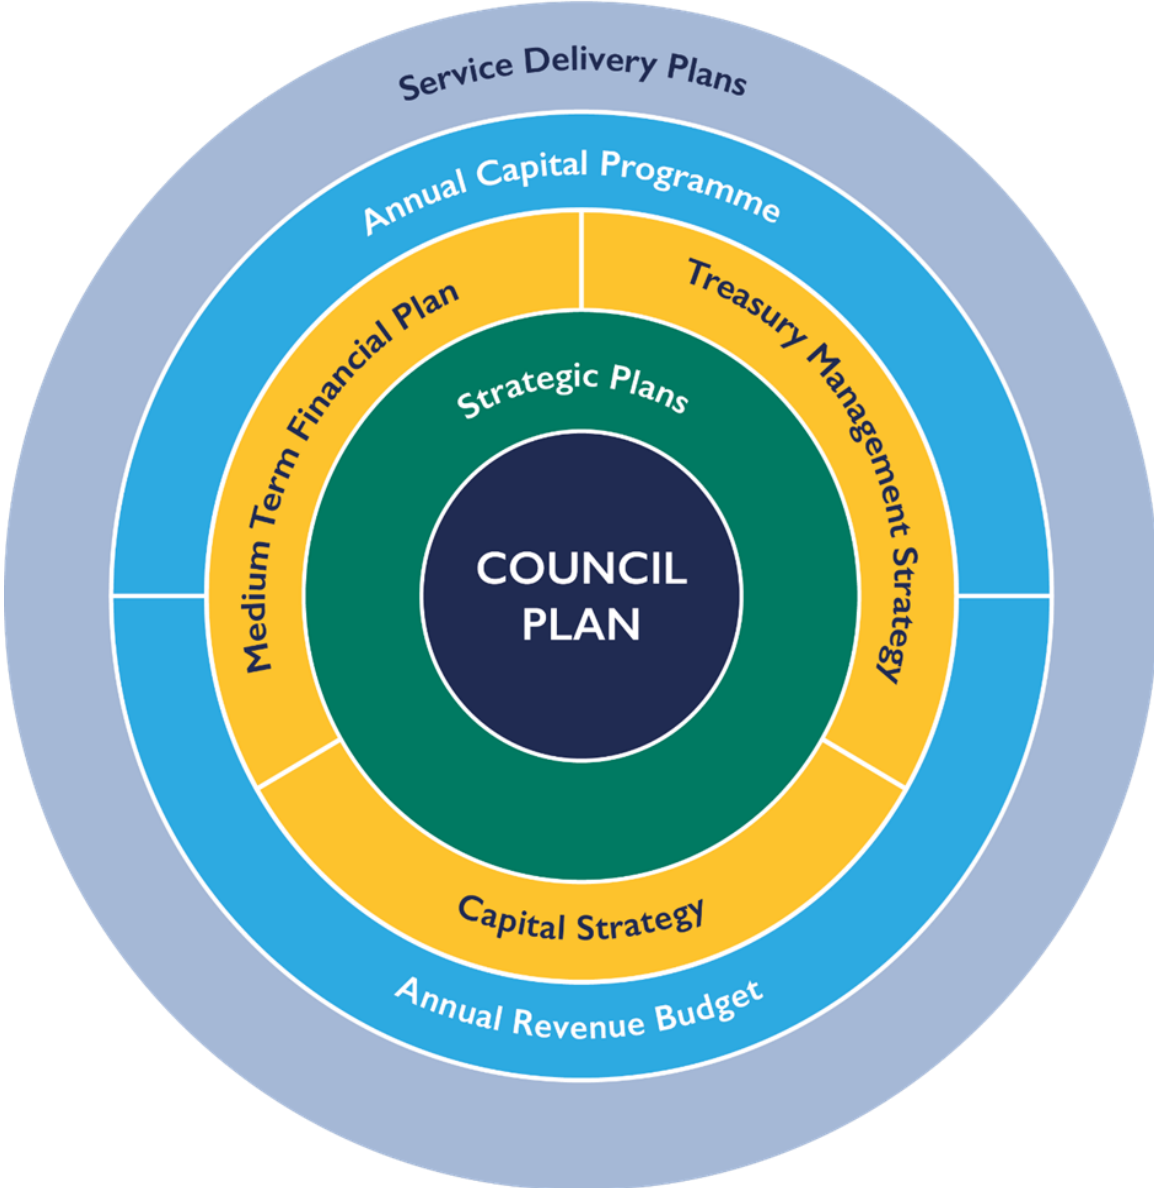 Service Delivery Plans
Annual Capital Programme
Medium Term Financial Plan
Treasury Management Strategy
Strategic Plans
COUNCIL
PLAN
Capital Strategy
Annual Revenue Budget